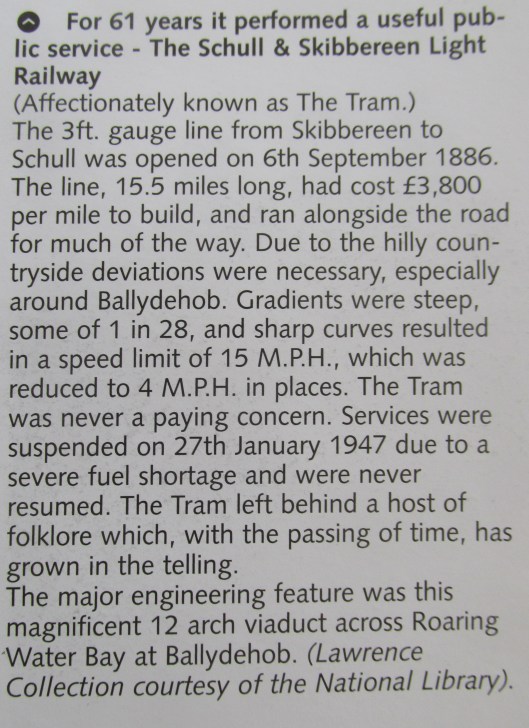 For 61 years it performed a useful pub-
lic service - The Schull & Skibbereen Light
Railway
(Affectionately known as The Tram.)
The 3ft. gauge line from Skibbereen to
Schull was opened on 6th September 1886.
The line, 15.5 miles long, had cost £3,800
per mile to build, and ran alongside the road
for much of the way. Due to the hilly coun-
tryside deviations were necessary, especially
around Ballydehob. Gradients were steep,
some of 1 in 28, and sharp curves resulted
in a speed limit of 15 M.P.H., which was
reduced to 4 M.P.H. in places. The Tram
was never a paying concern. Services were
suspended on 27th January 1947 due to a
severe fuel shortage and were never
resumed. The Tram left behind a host of
folklore which, with the passing of time, has
grown in the telling.
The major engineering feature was this
magnificent 12 arch viaduct across Roaring
Water Bay at Ballydehob. (Lawrence
Collection courtesy of the National Library).